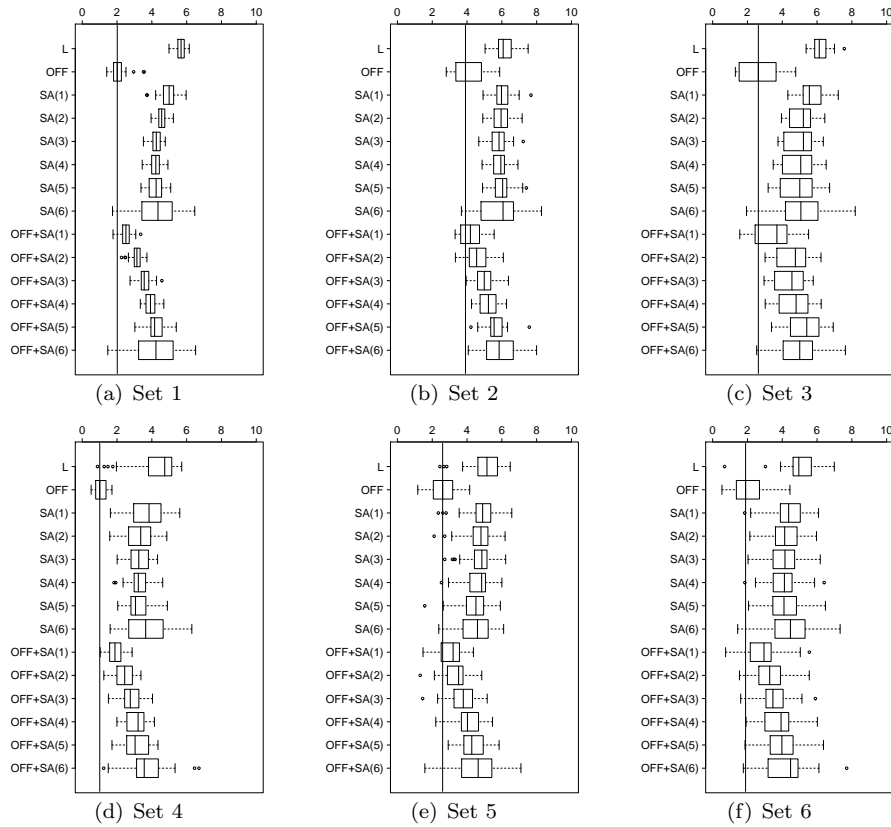 0 2 4 6 8 10
L
OFF
SA(1)
SA(2)
SA(3)
SA(4)
SA(5)
SA(6)
OFF+SA(1)
OFF+SA(2)
OFF+SA(3)
OFF+SA(4)
OFF+SA(5)
OFF+SA(6)
(a) Set 1
0 2 4 6 8 10
L
OFF
SA(1)
SA(2)
SA(3)
SA(4)
SA(5)
SA(6)
OFF+SA(1)
OFF+SA(2)
OFF+SA(3)
OFF+SA(4)
OFF+SA(5)
OFF+SA(6)
(b) Set 2
0 2 4 6 8 10
L
OFF
SA(1)
SA(2)
SA(3)
SA(4)
SA(5)
SA(6)
OFF+SA(1)
OFF+SA(2)
OFF+SA(3)
OFF+SA(4)
OFF+SA(5)
OFF+SA(6)
(c) Set 3
0 2 4 6 8 10
L
OFF
SA(1)
SA(2)
SA(3)
SA(4)
SA(5)
SA(6)
OFF+SA(1)
OFF+SA(2)
OFF+SA(3)
OFF+SA(4)
OFF+SA(5)
OFF+SA(6)
(d) Set 4
0 2 4 6 8 10
L
OFF
SA(1)
SA(2)
SA(3)
SA(4)
SA(5)
SA(6)
OFF+SA(1)
OFF+SA(2)
OFF+SA(3)
OFF+SA(4)
OFF+SA(5)
OFF+SA(6)
(e) Set 5
0 2 4 6 8 10
L
OFF
SA(1)
SA(2)
SA(3)
SA(4)
SA(5)
SA(6)
OFF+SA(1)
OFF+SA(2)
OFF+SA(3)
OFF+SA(4)
OFF+SA(5)
OFF+SA(6)
(f) Set 6